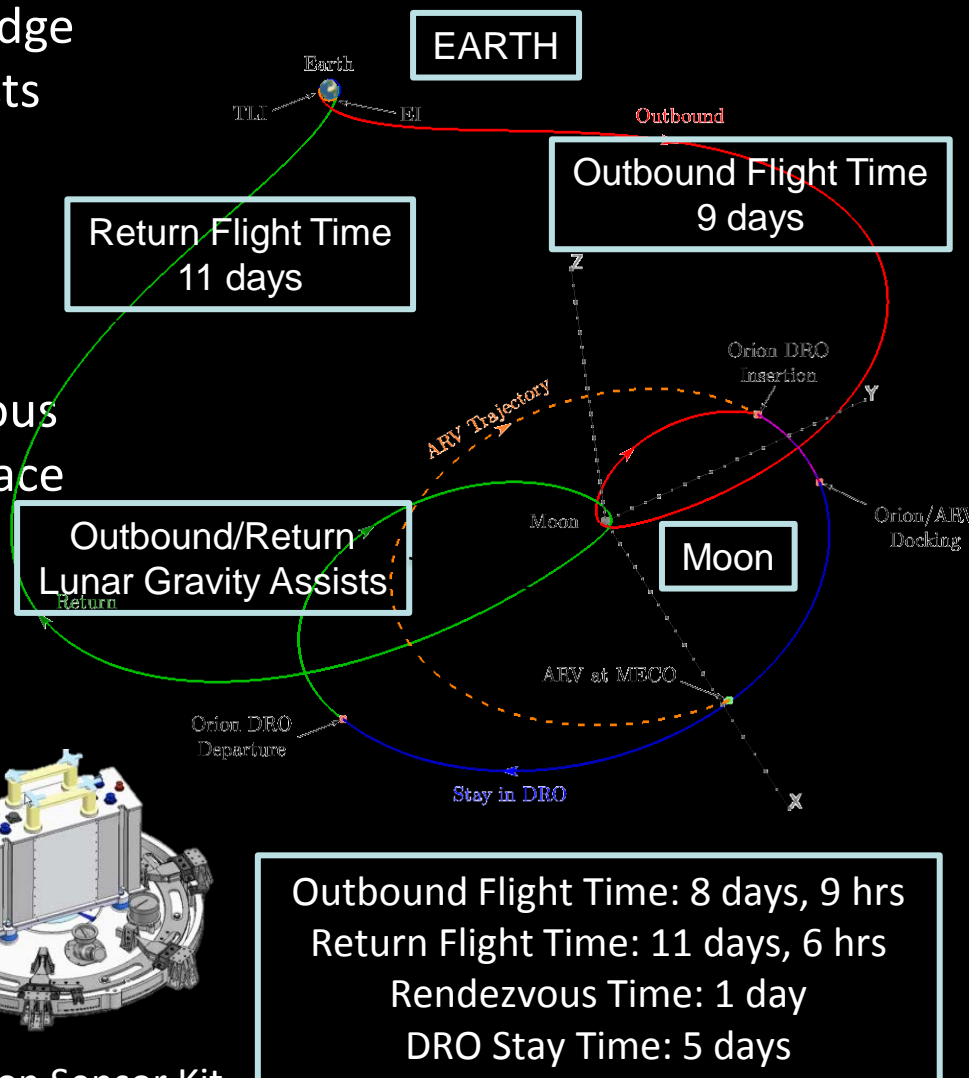 EARTH
Earth
TLI
EI
Outbound
Outbound Flight Time
9 days
Return Flight Time
11 days
Z
Orion DRO
Insertion
Y
ARV Trajectory
Moon
Orion/ARV
Docking
Moon
Outbound/Return
Lunar Gravity Assists
Return
ARV at MECO
Orion DRO
Departure
Stay in DRO
X
Outbound Flight Time: 8 days, 9 hrs
Return Flight Time: 11 days, 6 hrs
Rendezvous Time: 1 day
DRO Stay Time: 5 days
Sensor Kit